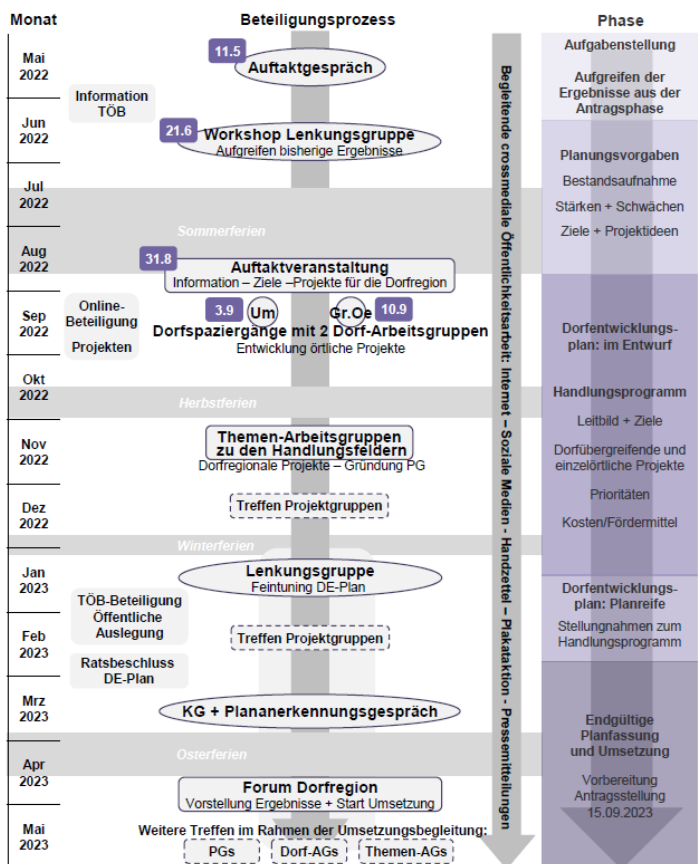 Monat
Beteiligungsprozess
Phase
Mai
2022
11.5
Auftaktgespräch
Aufgabenstellung
Aufgreifen der
Ergebnisse aus der
Antragsphase
Information
TÖB
Jun
2022
21.6
Workshop Lenkungsgruppe
Aufgreifen bisherige Ergebnisse
Planungsvorgaben
Bestandsaufnahme
Stärken + Schwächen
Ziele + Projektideen
Jul
2022
Sommerferien
Aug
2022
31.8
Auftaktveranstaltung
Information – Ziele –Projekte für die Dorfregion
Sep
2022
Online-
Beteiligung
Projekten
3.9
Um
Gr.Oe
10.9
Dorfspaziergänge mit 2 Dorf-Arbeitsgruppen
Entwicklung örtliche Projekte
Dorfentwicklungs-
plan: im Entwurf
Okt
2022
Herbstferien
Handlungsprogramm
Leitbild + Ziele
Dorfübergreifende und
einzelörtliche Projekte
Prioritäten
Kosten/Fördermittel
Nov
2022
Themen-Arbeitsgruppen
zu den Handlungsfeldern
Dorfregionale Projekte – Gründung PG
Dez
2022
Treffen Projektgruppen
Winterferien
Jan
2023
Lenkungsgruppe
Feintuning DE-Plan
Dorfentwicklungs-
plan: Planreife
Stellungnahmen zum
Handlungsprogramm
TÖB-Beteiligung
Öffentliche
Auslegung
Feb
2023
Treffen Projektgruppen
Ratsbeschluss
DE-Plan
Mrz
2023
KG + Plananerkennungsgespräch
Endgültige
Planfassung
und Umsetzung
Vorbereitung
Antragsstellung
15.09.2023
Osterferien
Apr
2023
Forum Dorfregion
Vorstellung Ergebnisse + Start Umsetzung
Mai
2023
Weitere Treffen im Rahmen der Umsetzungsbegleitung:
PGs
Dorf-AGs
Themen-AGs
Begleitende crossmediale Öffentlichkeitsarbeit: Internet – Soziale Medien - Handzettel – Plakataktion - Pressemitteilungen